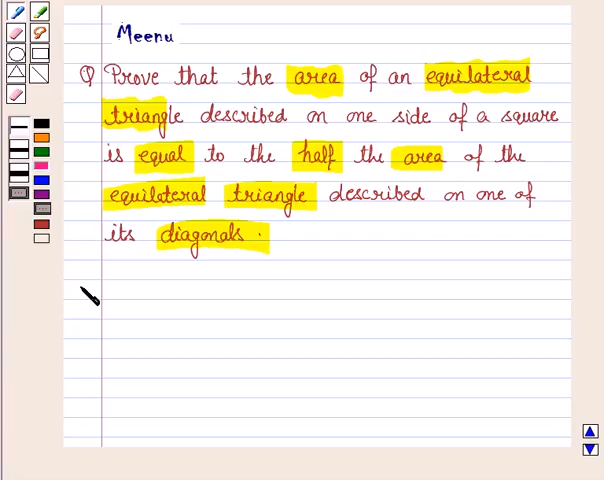 Meenu
Q Prove that the area of an equilateral
triangle described on one side of a square
is equal to the half the area of the
equilateral triangle described on one of
its diagonals.